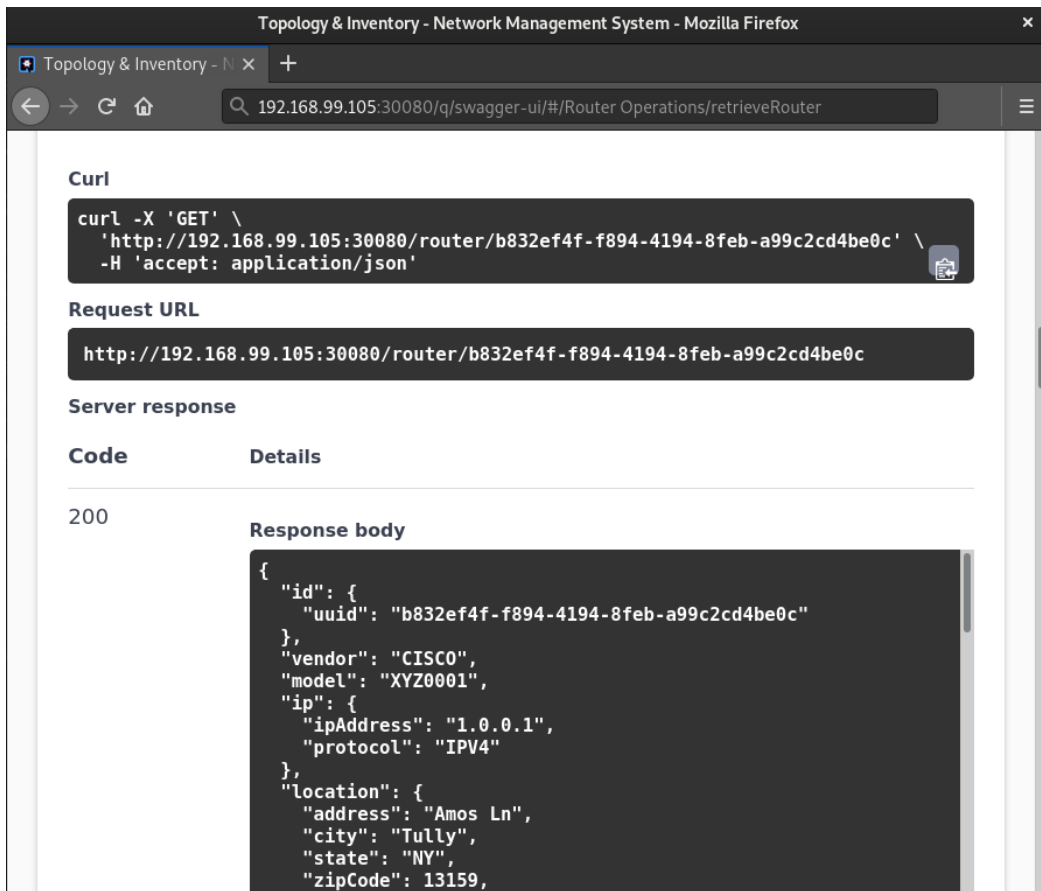 Topology & Inventory - Network Management System - Mozilla Firefox
Topology & Inventory - N
192.168.99.105:30080/q/swagger-ui/#/Router Operations/retrieveRouter
Curl
curl -X 'GET' \
  'http://192.168.99.105:30080/router/b832ef4f-f894-4194-8feb-a99c2cd4be0c' \
  -H 'accept: application/json'
Request URL
http://192.168.99.105:30080/router/b832ef4f-f894-4194-8feb-a99c2cd4be0c
Server response
Code Details
200
Response body
{
  "id": {
    "uuid": "b832ef4f-f894-4194-8feb-a99c2cd4be0c"
  },
  "vendor": "CISCO",
  "model": "XYZ0001",
  "ip": {
    "ipAddress": "1.0.0.1",
    "protocol": "IPV4"
  },
  "location": {
    "address": "Amos Ln",
    "city": "Tully",
    "state": "NY",
    "zipCode": 13159,